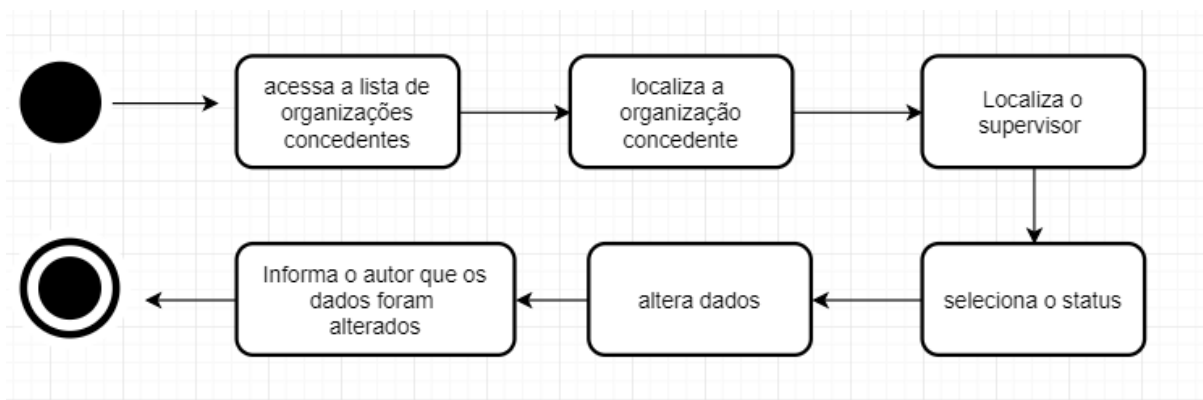 acessa a lista de
organizações
concedentes
localiza a
organização
concedente
Localiza o
supervisor
seleciona o status
altera dados
Informa o autor que os
dados foram
alterados